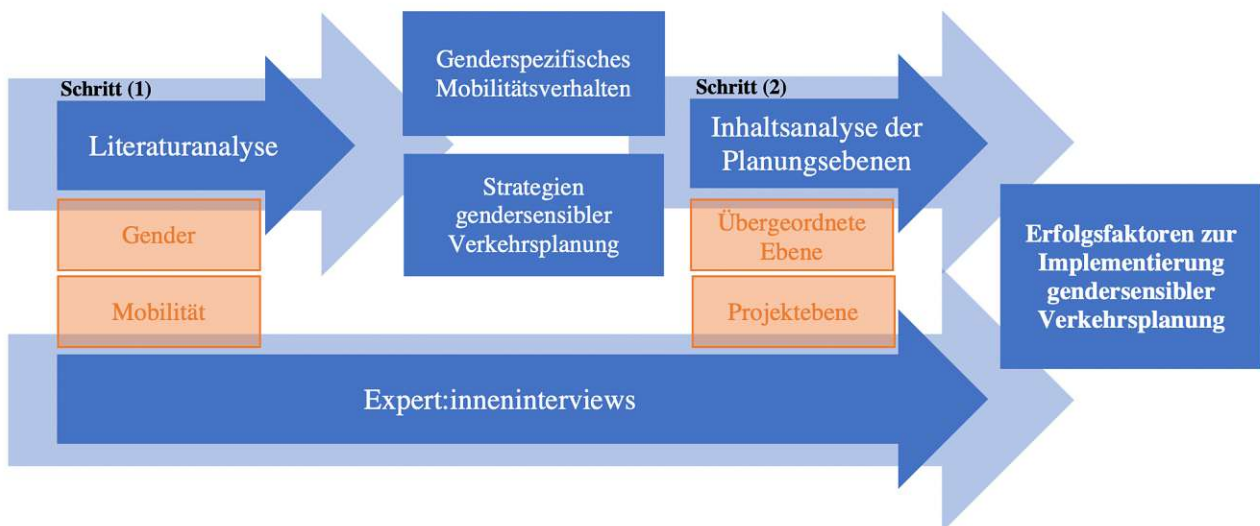 Schritt (1)
Literaturanalyse
Gender
Mobilität
Genderspezifisches
Mobilitätsverhalten
Strategien
gendersensibler
Verkehrsplanung
Schritt (2)
Inhaltsanalyse der
Planungsebenen
Übergeordnete
Ebene
Projektebene
Expert:inneninterviews
Erfolgsfaktoren zur
Implementierung
gendersensibler
Verkehrsplanung